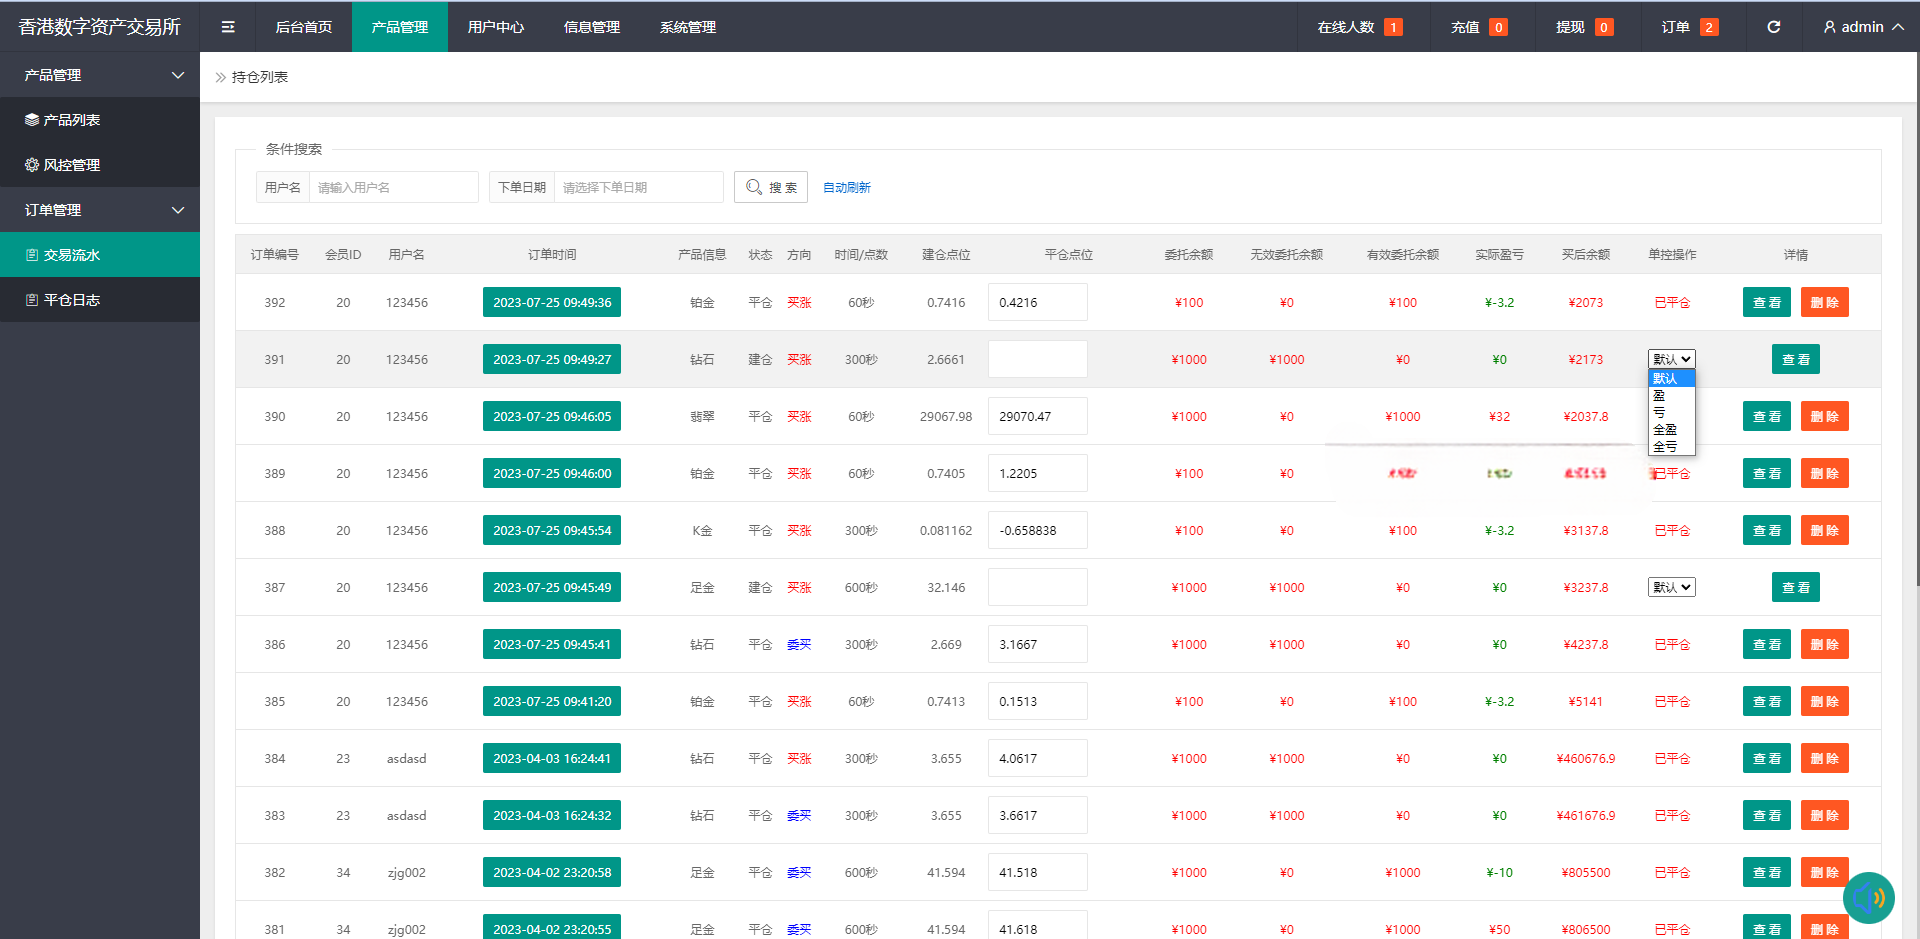 香港数字资产交易所 后台首页 产品管理 用户中心 信息管理 系统管理 在线人数 1 充值 0 提现 0 订单 2 admin
产品管理
产品列表
风控管理
订单管理
交易流水
平仓日志
持仓列表
条件搜索
用户名 请输入用户名 下单日期 请选择下单日期 搜 索 自动刷新
订单编号 会员ID 用户名 订单时间 产品信息 状态 方向 时间/点数 建仓点位 平仓点位 委托余额 无效委托余额 有效委托余额 实际盈亏 买后余额 单控操作 详情
392 20 123456 2023-07-25 09:49:36 铂金 平仓 买涨 60秒 0.7416 0.4216 ¥100 ¥0 ¥100 ¥-3.2 ¥2073 已平仓 查 看 删 除
391 20 123456 2023-07-25 09:49:27 钻石 建仓 买涨 300秒 2.6661 ¥1000 ¥1000 ¥0 ¥0 ¥2173 默认 查 看
默认
盈
亏
全盈
全亏
390 20 123456 2023-07-25 09:46:05 翡翠 平仓 买涨 60秒 29067.98 29070.47 ¥1000 ¥0 ¥1000 ¥32 ¥2037.8 查 看 删 除
389 20 123456 2023-07-25 09:46:00 铂金 平仓 买涨 60秒 0.7405 1.2205 ¥100 ¥0 已平仓 查 看 删 除
388 20 123456 2023-07-25 09:45:54 K金 平仓 买涨 300秒 0.081162 -0.658838 ¥100 ¥0 ¥100 ¥-3.2 ¥3137.8 已平仓 查 看 删 除
387 20 123456 2023-07-25 09:45:49 足金 建仓 买涨 600秒 32.146 ¥1000 ¥1000 ¥0 ¥0 ¥3237.8 默认 查 看
386 20 123456 2023-07-25 09:45:41 钻石 平仓 委买 300秒 2.669 3.1667 ¥1000 ¥1000 ¥0 ¥0 ¥4237.8 已平仓 查 看 删 除
385 20 123456 2023-07-25 09:41:20 铂金 平仓 买涨 60秒 0.7413 0.1513 ¥100 ¥0 ¥100 ¥-3.2 ¥5141 已平仓 查 看 删 除
384 23 asdasd 2023-04-03 16:24:41 钻石 平仓 买涨 300秒 3.655 4.0617 ¥1000 ¥1000 ¥0 ¥0 ¥460676.9 已平仓 查 看 删 除
383 23 asdasd 2023-04-03 16:24:32 钻石 平仓 委买 300秒 3.655 3.6617 ¥1000 ¥1000 ¥0 ¥0 ¥461676.9 已平仓 查 看 删 除
382 34 zjg002 2023-04-02 23:20:58 足金 平仓 委买 600秒 41.594 41.518 ¥1000 ¥0 ¥1000 ¥-10 ¥805500 已平仓 查 看 删 除
381 34 zjg002 2023-04-02 23:20:55 足金 平仓 委买 600秒 41.594 41.618 ¥1000 ¥0 ¥1000 ¥50 ¥806500 已平仓 查 看 删 除